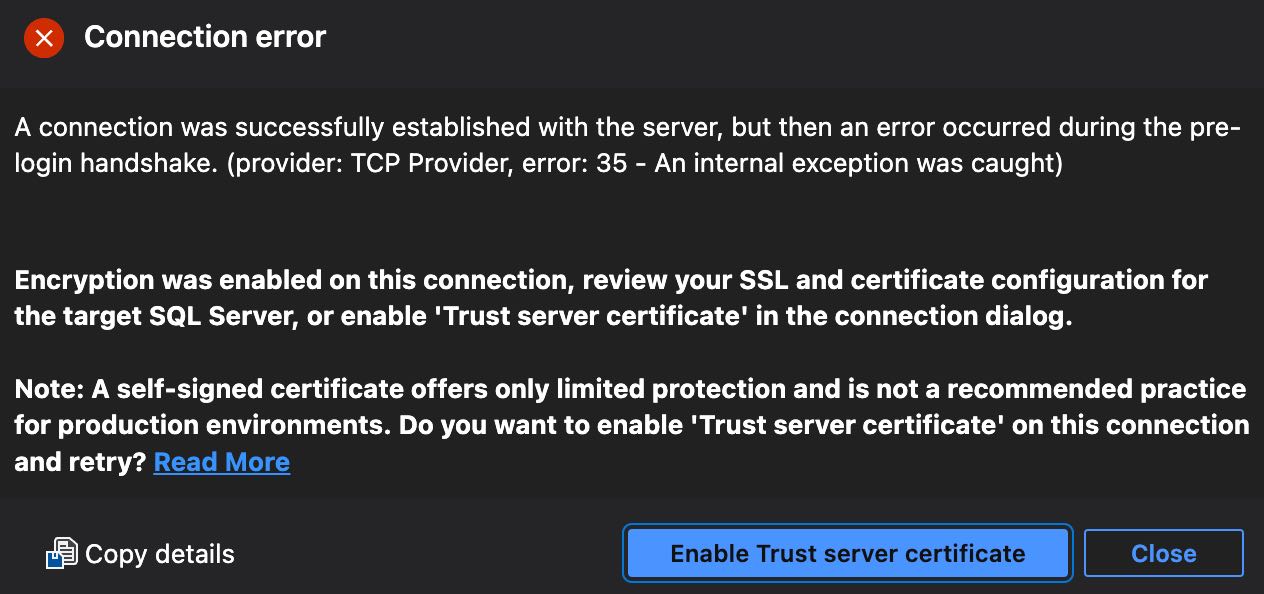 Connection error
A connection was successfully established with the server, but then an error occurred during the pre-
login handshake. (provider: TCP Provider, error: 35 - An internal exception was caught)
Encryption was enabled on this connection, review your SSL and certificate configuration for
the target SQL Server, or enable 'Trust server certificate' in the connection dialog.
Note: A self-signed certificate offers only limited protection and is not a recommended practice
for production environments. Do you want to enable 'Trust server certificate' on this connection
and retry? Read More
Copy details
Enable Trust server certificate
Close